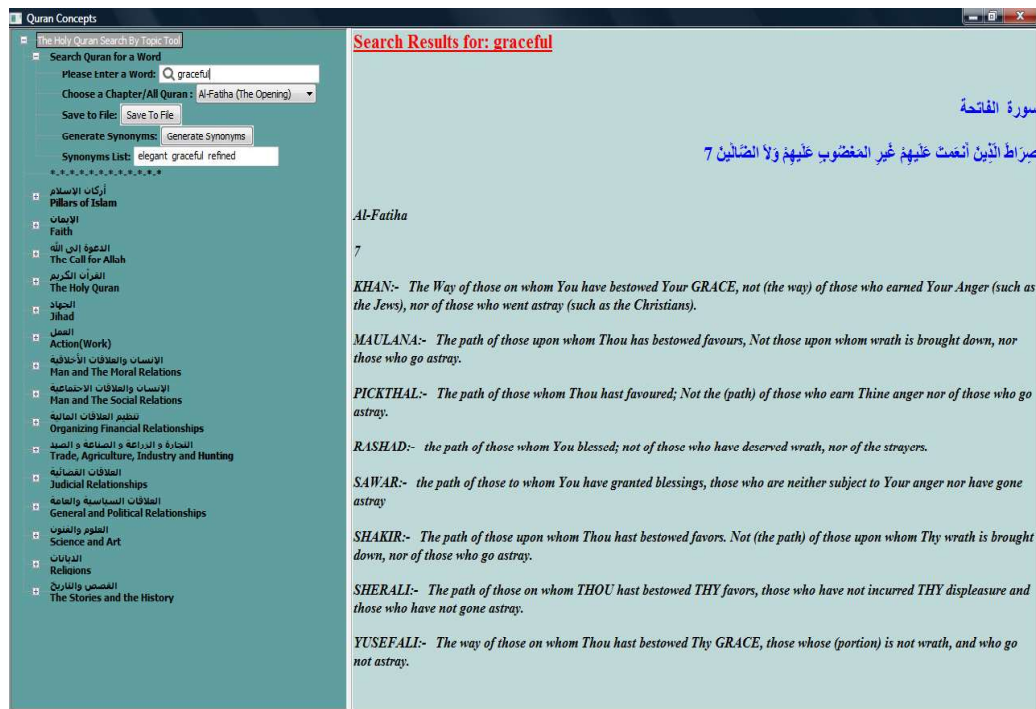 Quran Concepts
The Holy Quran Search By Topic Tool
Search Quran for a Word
Please Enter a Word: graceful
Choose a Chapter/All Quran : Al-Fatiha (The Opening)
Save to File: Save To File
Generate Synonyms: Generate Synonyms
Synonyms List: elegant graceful refined
*-*-*-*-*-*-*-*-*-*-*-*
أركان الإسلام
Pillars of Islam
الإيمان
Faith
الدعوة إلى الله
The Call for Allah
القرآن الكريم
The Holy Quran
الجهاد
Jihad
العمل
Action(Work)
الإنسان والعلاقات الأخلاقية
Man and The Moral Relations
الإنسان والعلاقات الاجتماعية
Man and The Social Relations
تنظيم العلاقات المالية
Organizing Financial Relationships
التجارة و الزراعة و الصناعة و الصيد
Trade, Agriculture, Industry and Hunting
العلاقات القضائية
Judicial Relationships
العلاقات السياسية والعامة
General and Political Relationships
العلوم والفنون
Science and Art
الديانات
Religions
القصص والتاريخ
The Stories and the History
Search Results for: graceful
سورة الفاتحة
صِرَاطَ الَّذِينَ أَنْعَمتَ عَلَيهِمْ غَيرِ المَغضُوبِ عَلَيهِمْ وَلاَ الضَّالِّينَ 7
Al-Fatiha
7
KHAN:- The Way of those on whom You have bestowed Your GRACE, not (the way) of those who earned Your Anger (such as
the Jews), nor of those who went astray (such as the Christians).
MAULANA:- The path of those upon whom Thou has bestowed favours, Not those upon whom wrath is brought down, nor
those who go astray.
PICKTHAL:- The path of those whom Thou hast favoured; Not the (path) of those who earn Thine anger nor of those who go
astray.
RASHAD:- the path of those whom You blessed; not of those who have deserved wrath, nor of the strayers.
SAWAR:- the path of those to whom You have granted blessings, those who are neither subject to Your anger nor have gone
astray
SHAKIR:- The path of those upon whom Thou hast bestowed favors. Not (the path) of those upon whom Thy wrath is brought
down, nor of those who go astray.
SHERALI:- The path of those on whom THOU hast bestowed THY favors, those who have not incurred THY displeasure and
those who have not gone astray.
YUSEFALI:- The way of those on whom Thou hast bestowed Thy GRACE, those whose (portion) is not wrath, and who go
not astray.